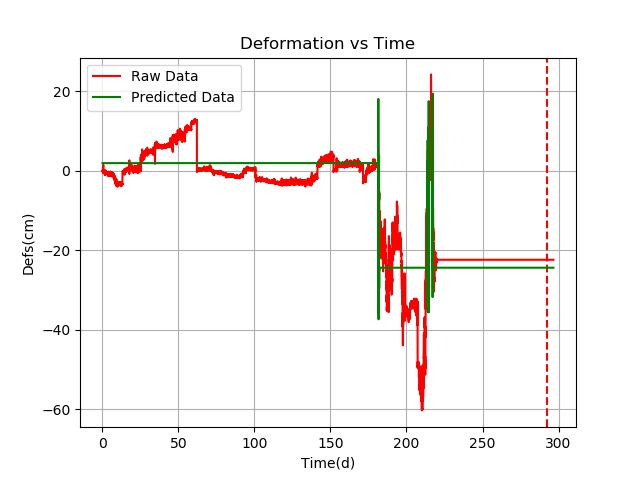 Deformation vs Time
Raw Data
Predicted Data
20
0
−20
−40
−60
Defs(cm)
0 50 100 150 200 250 300
Time(d)